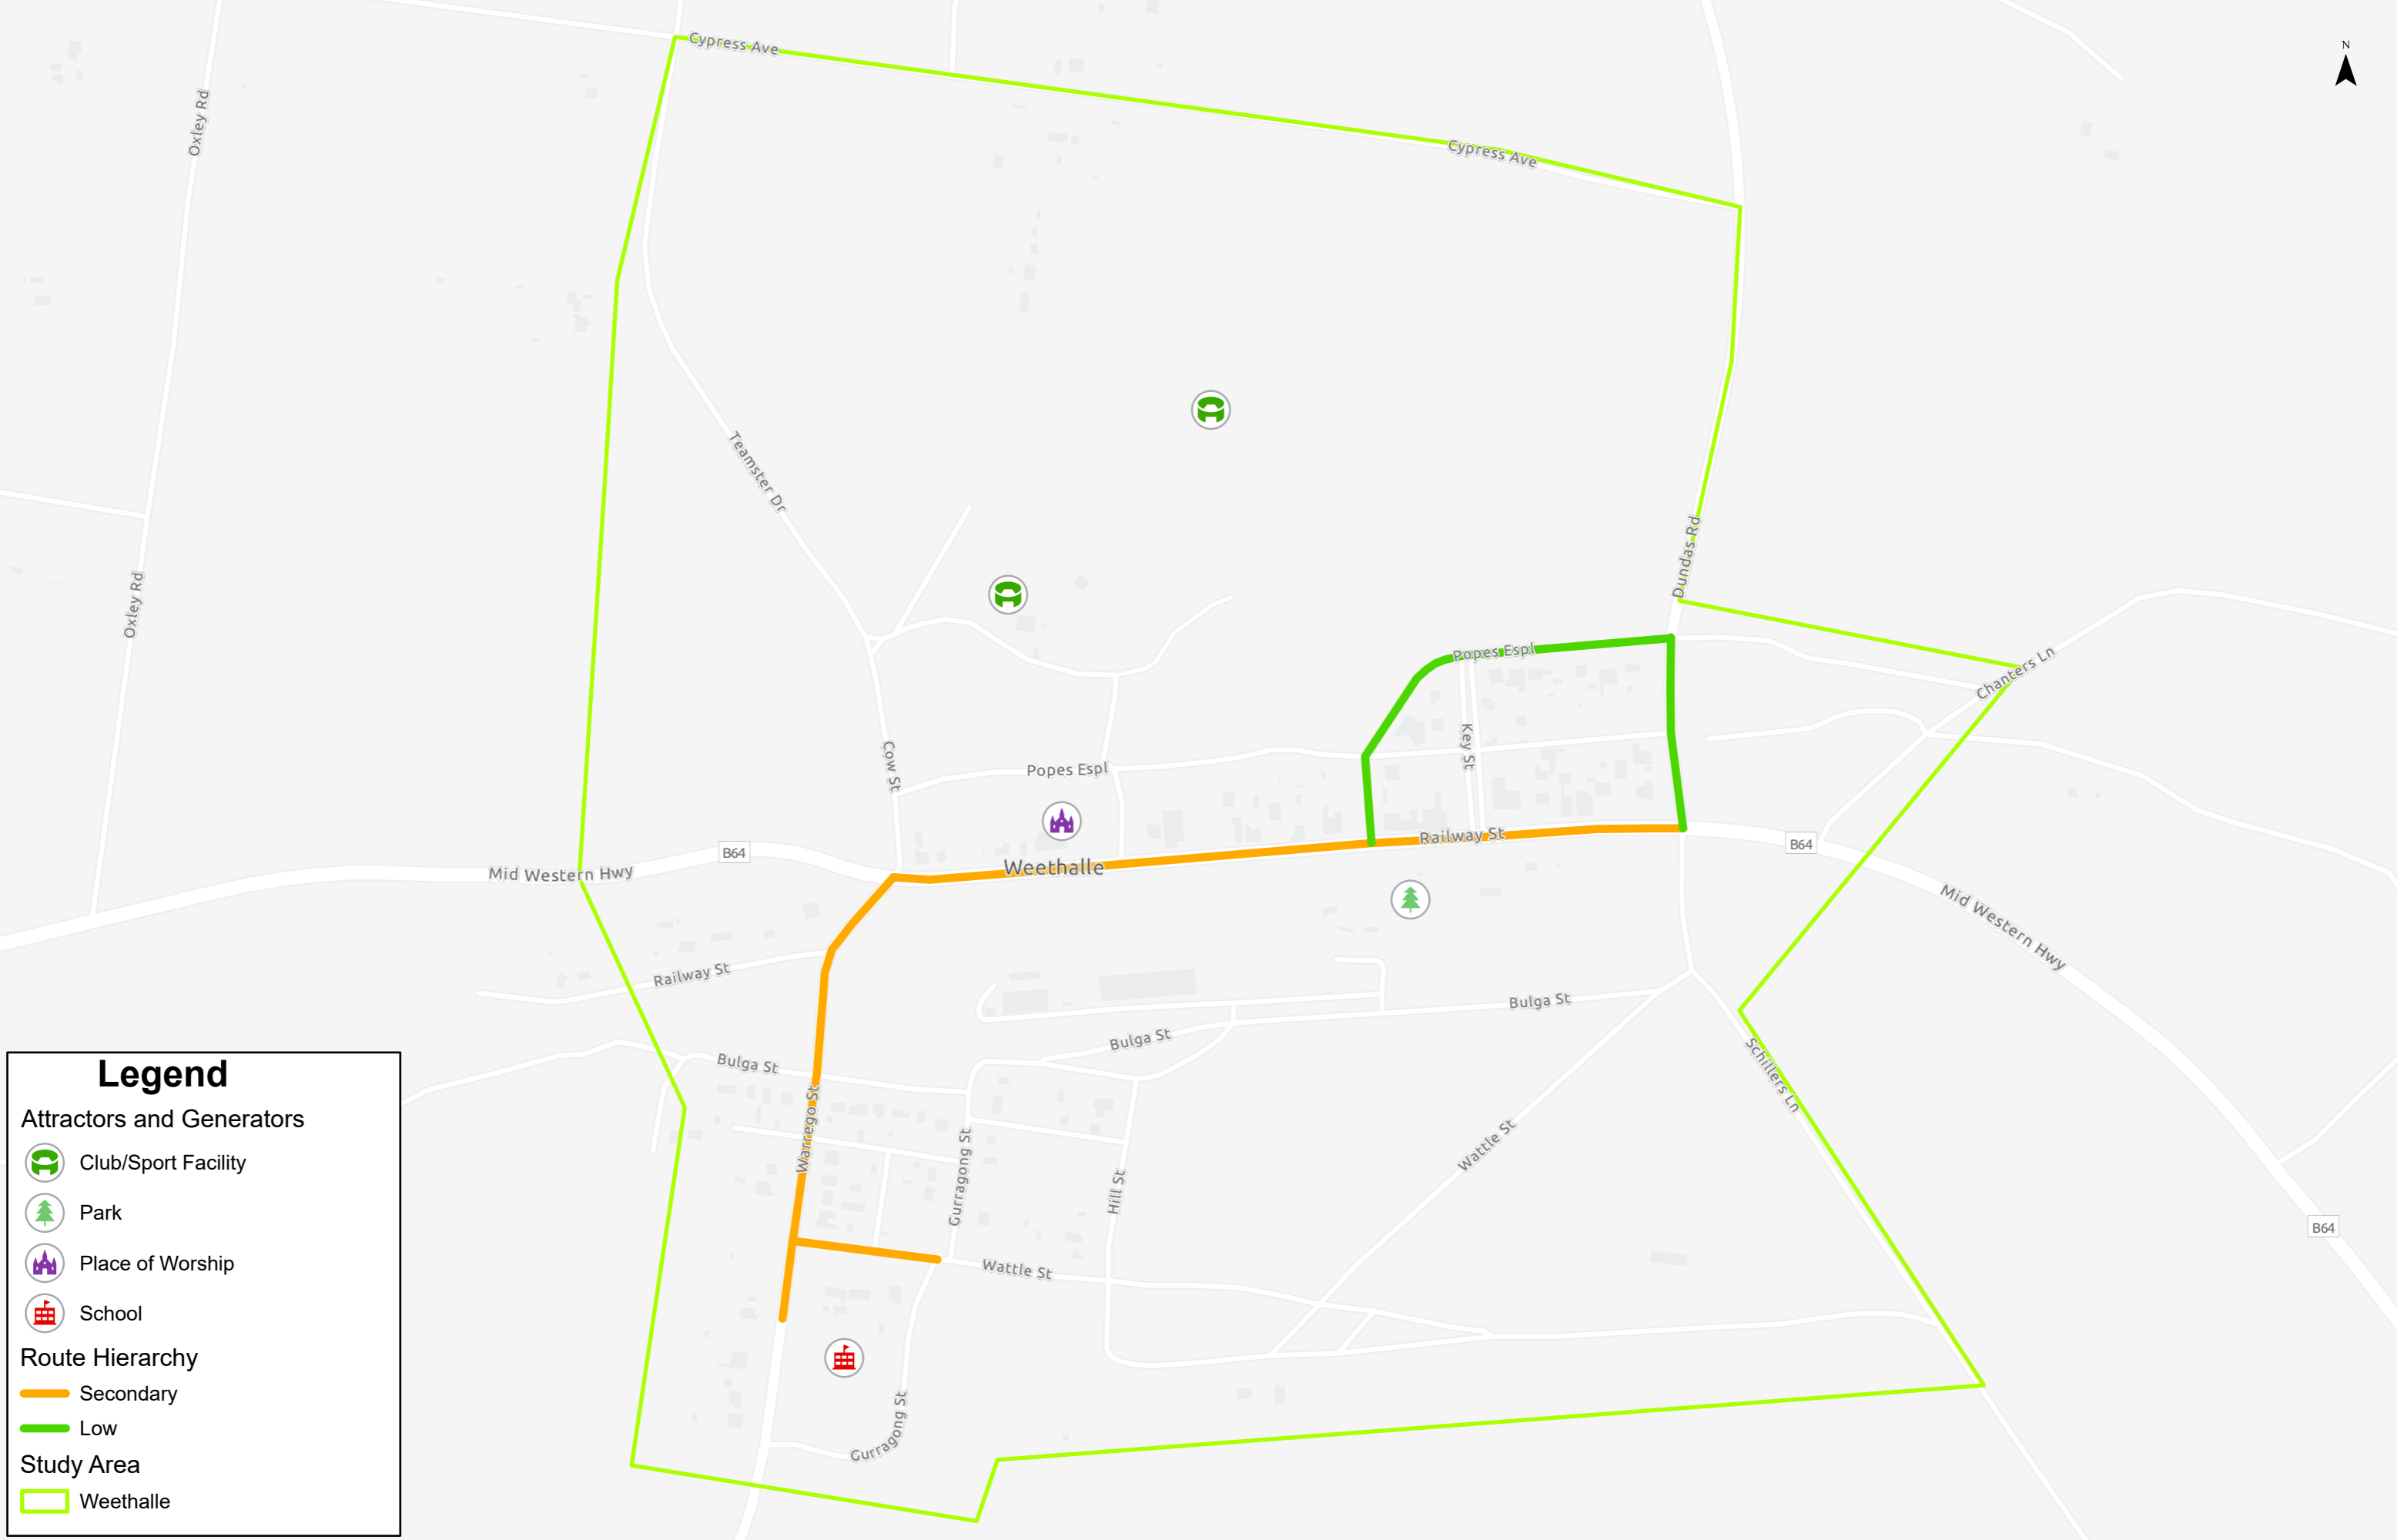 N
Cypress Ave
Oxley Rd
Cypress Ave
Teamster Dr
Dundas Rd
Oxley Rd
Popes Espl
Chanters Ln
Key St
Cow St
Popes Espl
Railway St
B64
B64
Weethalle
Mid Western Hwy
Mid Western Hwy
Railway St
Bulga St
Bulga St
Bulga St
Schillers Ln
Warrego St
Wattle St
Gurragong St
Hill St
B64
Wattle St
Gurragong St
Legend
Attractors and Generators
Club/Sport Facility
Park
Place of Worship
School
Route Hierarchy
Secondary
Low
Study Area
Weethalle